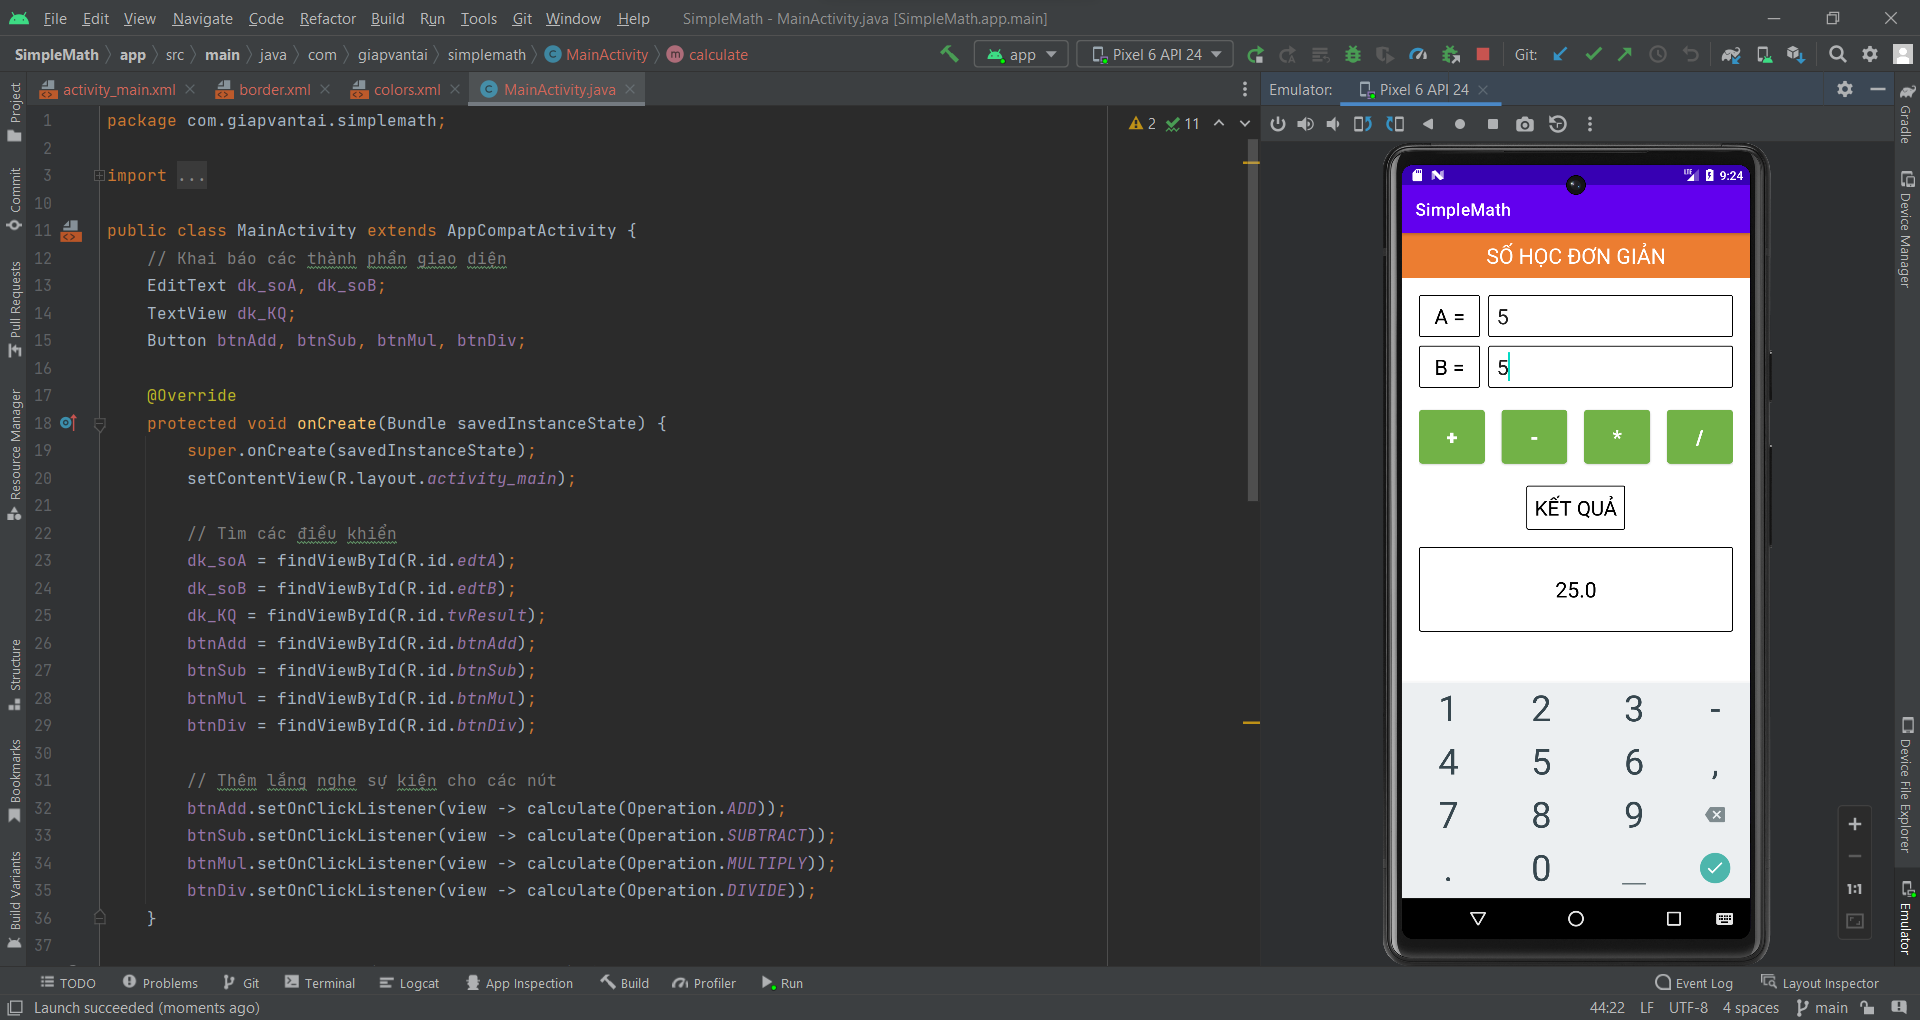 File Edit View Navigate Code Refactor Build Run Tools Git Window Help SimpleMath - MainActivity.java [SimpleMath.app.main]
SimpleMath app src main java com giapvantai simplemath MainActivity calculate app Pixel 6 API 24 Git:
activity_main.xml border.xml colors.xml MainActivity.java Emulator: Pixel 6 API 24
2 11
1 package com.giapvantai.simplemath;
2
3 import ...
10
11 public class MainActivity extends AppCompatActivity {
12 // Khai báo các thành phần giao diện
13 EditText dk_soA, dk_soB;
14 TextView dk_KQ;
15 Button btnAdd, btnSub, btnMul, btnDiv;
16
17 @Override
18 protected void onCreate(Bundle savedInstanceState) {
19 super.onCreate(savedInstanceState);
20 setContentView(R.layout.activity_main);
21
22 // Tìm các điều khiển
23 dk_soA = findViewById(R.id.edtA);
24 dk_soB = findViewById(R.id.edtB);
25 dk_KQ = findViewById(R.id.tvResult);
26 btnAdd = findViewById(R.id.btnAdd);
27 btnSub = findViewById(R.id.btnSub);
28 btnMul = findViewById(R.id.btnMul);
29 btnDiv = findViewById(R.id.btnDiv);
30
31 // Thêm lắng nghe sự kiện cho các nút
32 btnAdd.setOnClickListener(view -> calculate(Operation.ADD));
33 btnSub.setOnClickListener(view -> calculate(Operation.SUBTRACT));
34 btnMul.setOnClickListener(view -> calculate(Operation.MULTIPLY));
35 btnDiv.setOnClickListener(view -> calculate(Operation.DIVIDE));
36 }
37
Project
Commit
Pull Requests
Resource Manager
Structure
Bookmarks
Build Variants
LTE 9:24
SimpleMath
SỐ HỌC ĐƠN GIẢN
A = 5
B = 5
+ - * /
KẾT QUẢ
25.0
1 2 3 -
4 5 6 ,
7 8 9
. 0 _
1:1
Gradle
Device Manager
Device File Explorer
Emulator
TODO Problems Git Terminal Logcat App Inspection Build Profiler Run Event Log Layout Inspector
Launch succeeded (moments ago) 44:22 LF UTF-8 4 spaces main